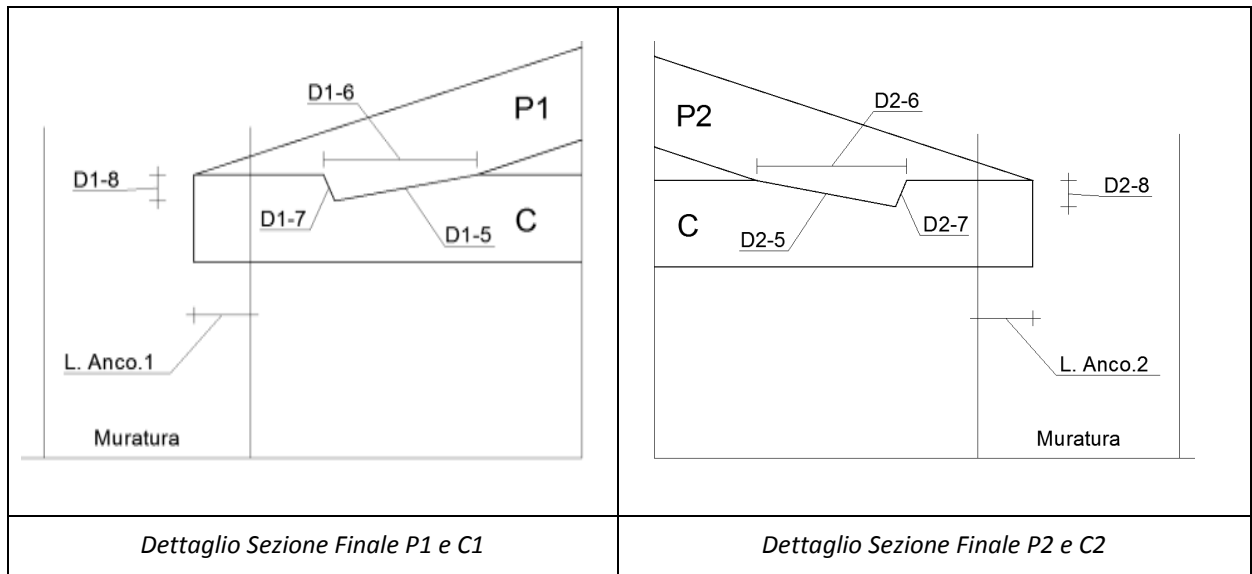 D1-6
P1
D1-8
D1-7
C
D1-5
L. Anco.1
Muratura
Dettaglio Sezione Finale P1 e C1
P2
D2-6
D2-8
C
D2-7
D2-5
L. Anco.2
Muratura
Dettaglio Sezione Finale P2 e C2